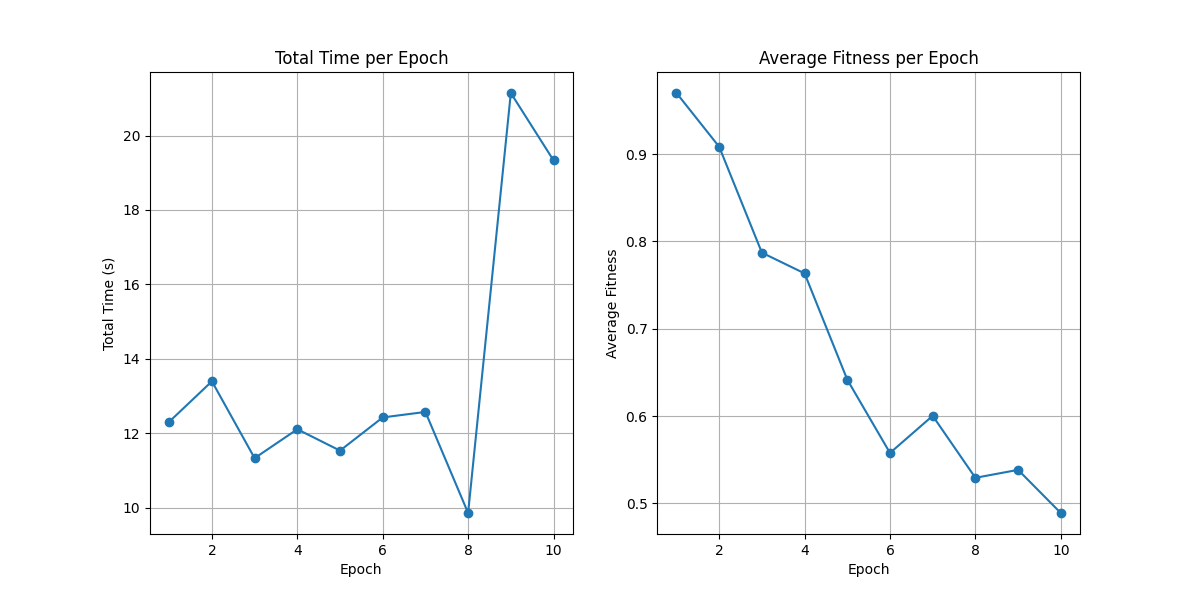 Total Time per Epoch
Total Time (s)
20
18
16
14
12
10
2 4 6 8 10
Epoch
Average Fitness per Epoch
Average Fitness
0.9
0.8
0.7
0.6
0.5
2 4 6 8 10
Epoch